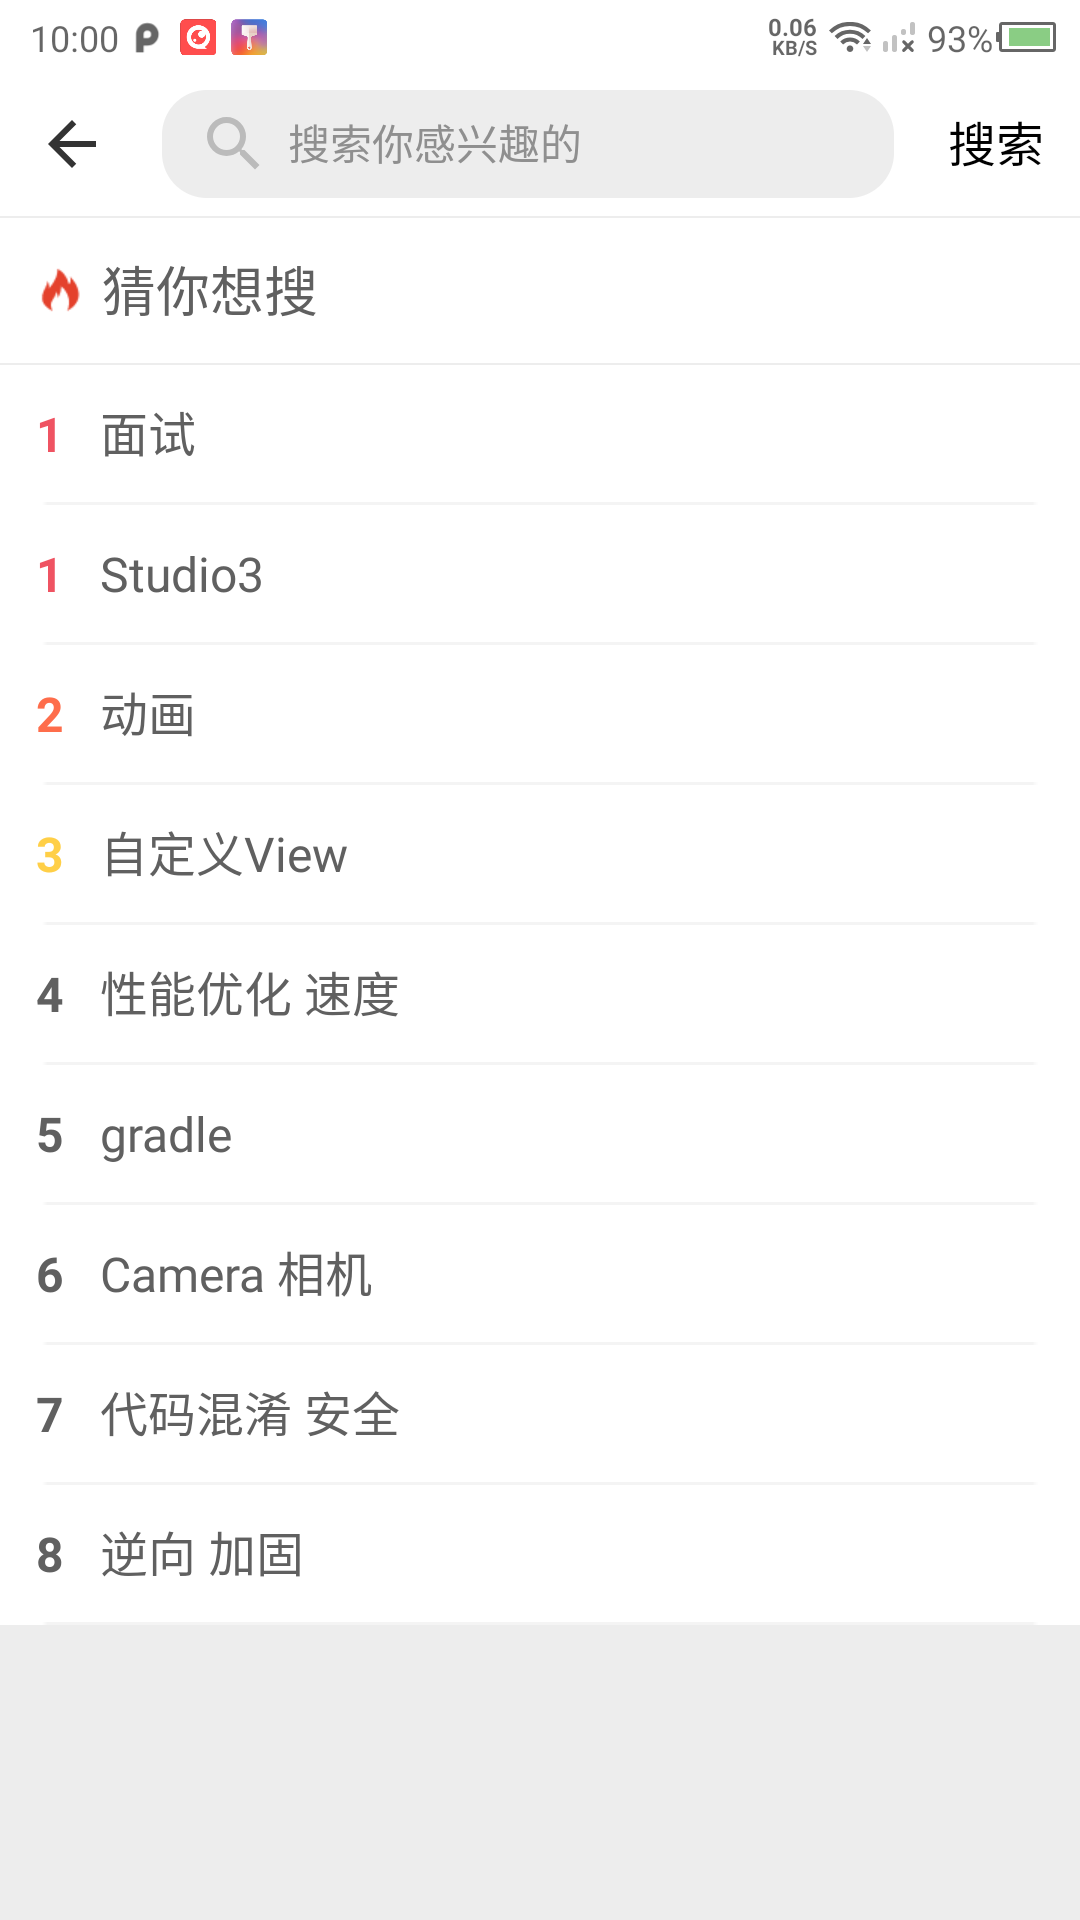 10:00
0.06
KB/S
93%
搜索你感兴趣的
搜索
猜你想搜
1 面试
1 Studio3
2 动画
3 自定义View
4 性能优化 速度
5 gradle
6 Camera 相机
7 代码混淆 安全
8 逆向 加固